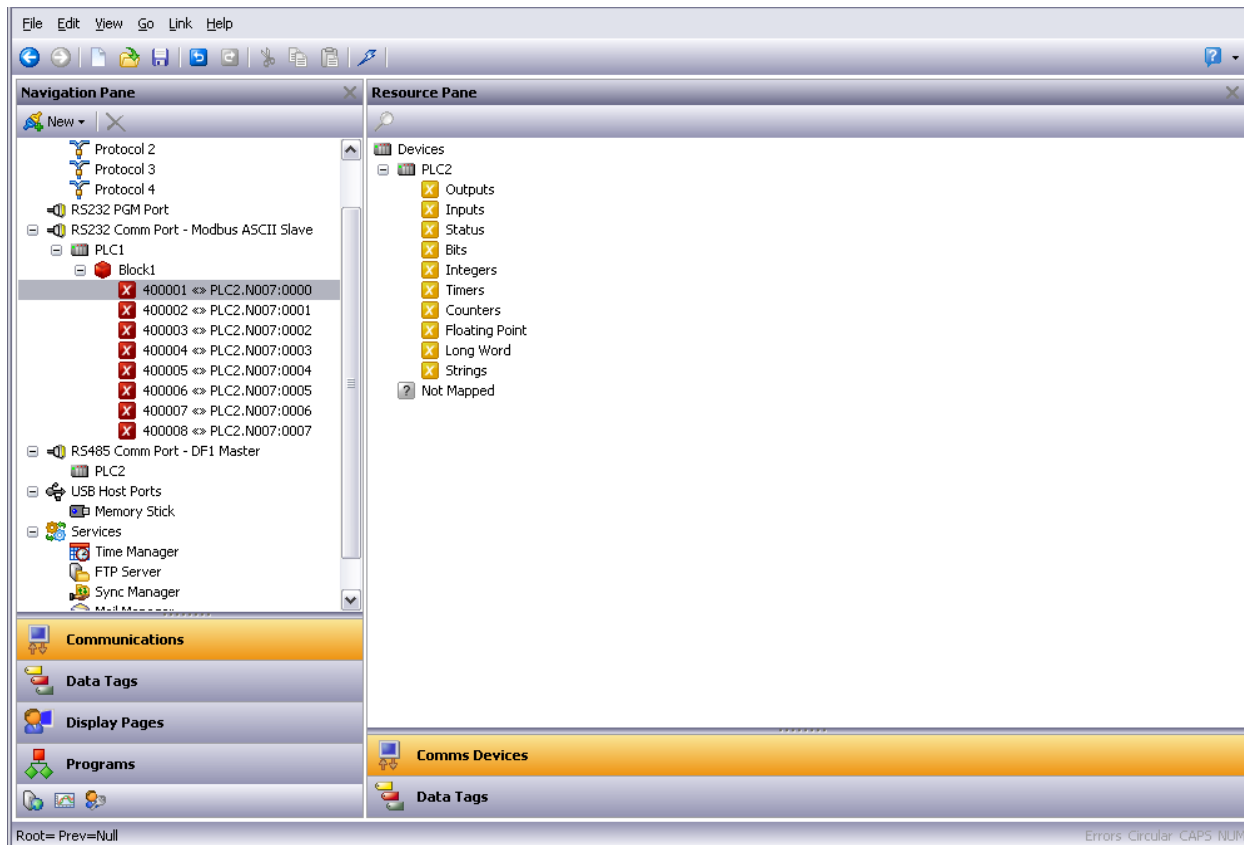 File Edit View Go Link Help
Navigation Pane
New
Protocol 2
Protocol 3
Protocol 4
RS232 PGM Port
RS232 Comm Port - Modbus ASCII Slave
PLC1
Block1
400001 «» PLC2.N007:0000
400002 «» PLC2.N007:0001
400003 «» PLC2.N007:0002
400004 «» PLC2.N007:0003
400005 «» PLC2.N007:0004
400006 «» PLC2.N007:0005
400007 «» PLC2.N007:0006
400008 «» PLC2.N007:0007
RS485 Comm Port - DF1 Master
PLC2
USB Host Ports
Memory Stick
Services
Time Manager
FTP Server
Sync Manager
Mail Manager
Communications
Data Tags
Display Pages
Programs
Resource Pane
Devices
PLC2
Outputs
Inputs
Status
Bits
Integers
Timers
Counters
Floating Point
Long Word
Strings
Not Mapped
Comms Devices
Data Tags
Root= Prev=Null
Errors Circular CAPS NUM